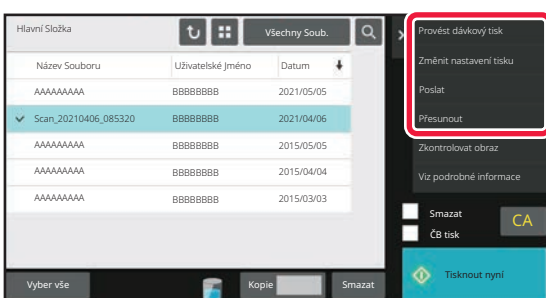 Hlavní Složka
Všechny Soub.
Název Souboru Uživatelské Jméno Datum
AAAAAAAAA BBBBBBBB 2021/05/05
Scan_20210406_085320 BBBBBBBB 2021/04/06
AAAAAAAAA BBBBBBBB 2015/05/05
AAAAAAAAA BBBBBBBB 2015/04/04
AAAAAAAAA BBBBBBBB 2015/03/03
Vyber vše
Kopie
Smazat
Provést dávkový tisk
Změnit nastavení tisku
Poslat
Přesunout
Zkontrolovat obraz
Viz podrobné informace
Smazat
ČB tisk
CA
Tisknout nyní